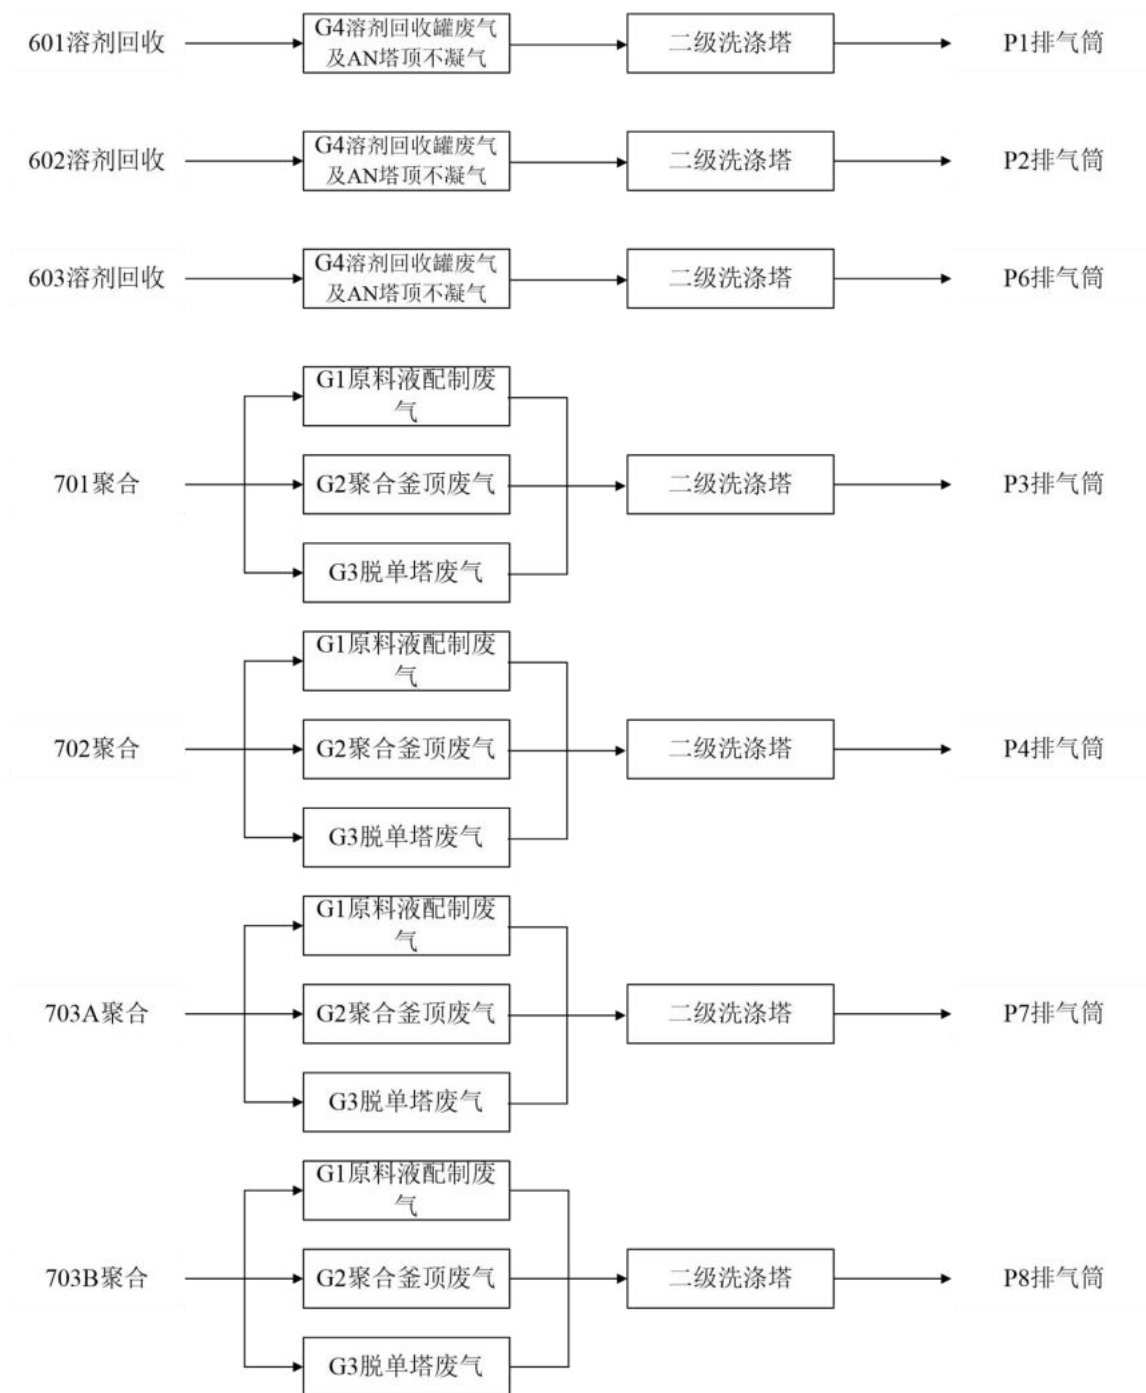 601溶剂回收
G4溶剂回收罐废气
及AN塔顶不凝气
二级洗涤塔
P1排气筒
602溶剂回收
G4溶剂回收罐废气
及AN塔顶不凝气
二级洗涤塔
P2排气筒
603溶剂回收
G4溶剂回收罐废气
及AN塔顶不凝气
二级洗涤塔
P6排气筒
701聚合
G1原料液配制废
气
G2聚合釜顶废气
G3脱单塔废气
二级洗涤塔
P3排气筒
702聚合
G1原料液配制废
气
G2聚合釜顶废气
G3脱单塔废气
二级洗涤塔
P4排气筒
703A聚合
G1原料液配制废
气
G2聚合釜顶废气
G3脱单塔废气
二级洗涤塔
P7排气筒
703B聚合
G1原料液配制废
气
G2聚合釜顶废气
G3脱单塔废气
二级洗涤塔
P8排气筒